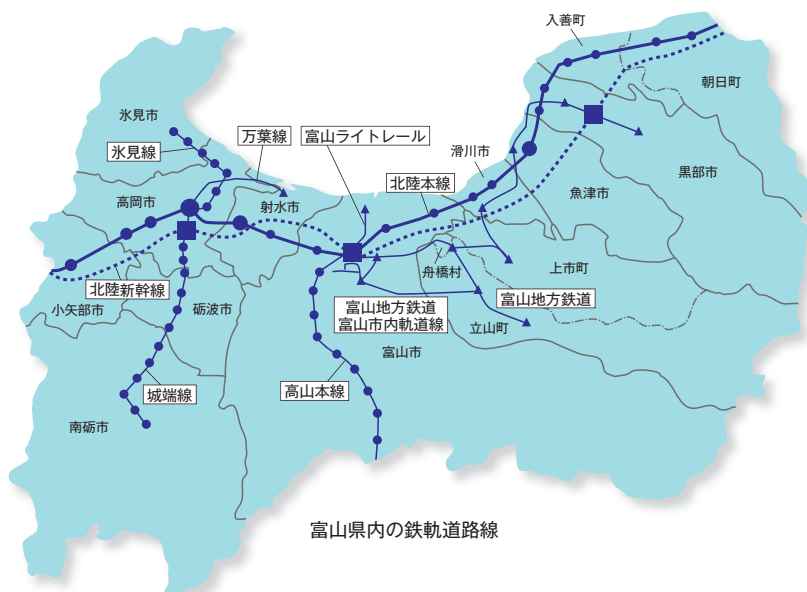 入善町
朝日町
氷見市
万葉線
富山ライトレール
氷見線
滑川市
黒部市
北陸本線
魚津市
高岡市
射水市
上市町
舟橋村
北陸新幹線
富山地方鉄道
富山市内軌道線
富山地方鉄道
小矢部市
砺波市
立山町
富山市
城端線
高山本線
南砺市
富山県内の鉄軌道路線